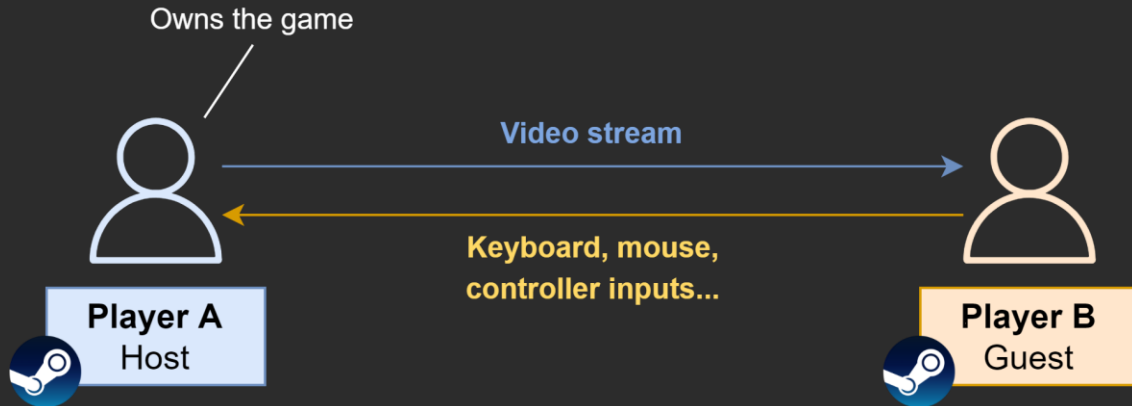 Owns the game
Video stream
Keyboard, mouse,
controller inputs...
Player A
Host
Player B
Guest